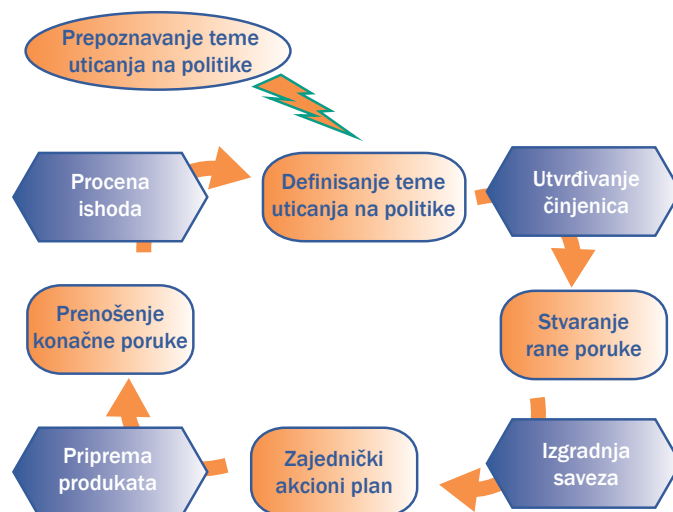 Prepoznavanje teme
uticanja na politike
Definisanje teme
uticanja na politike
Utvrđivanje
činjenica
Stvaranje
rane poruke
Izgradnja
saveza
Zajednički
akcioni plan
Priprema
produkata
Prenošenje
konačne poruke
Procena
ishoda